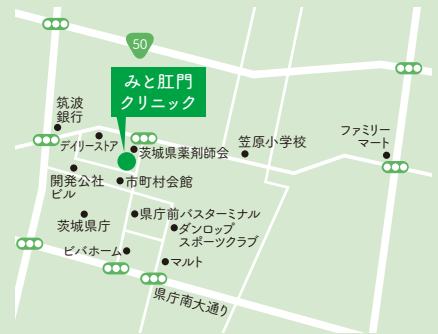 50
みと肛門
クリニック
筑波
銀行
デイリーストア
茨城県薬剤師会
笠原小学校
ファミリー
マート
開発公社
ビル
市町村会館
茨城県庁
県庁前バスターミナル
ダンロップ
スポーツクラブ
ビバホーム
マルト
県庁南大通り